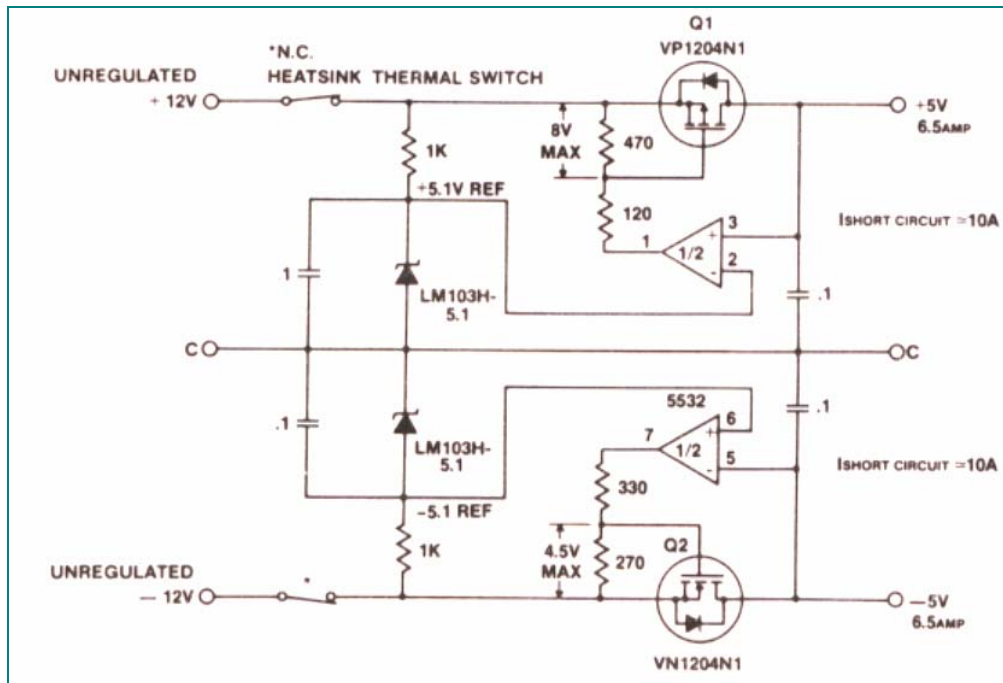 Q1
VP1204N1
*N.C.
HEATSINK THERMAL SWITCH
UNREGULATED
+ 12V
+5V
6.5AMP
1K
8V
MAX
470
+5.1V REF
120
1
3
+
1/2
2
-
ISHORT CIRCUIT ≃10A
1
LM103H-
5.1
.1
C
C
.1
LM103H-
5.1
5532
7
6
+
1/2
5
-
.1
ISHORT CIRCUIT ≃10A
330
-5.1 REF
1K
4.5V
MAX
270
Q2
UNREGULATED
— 12V
*
—5V
6.5AMP
VN1204N1